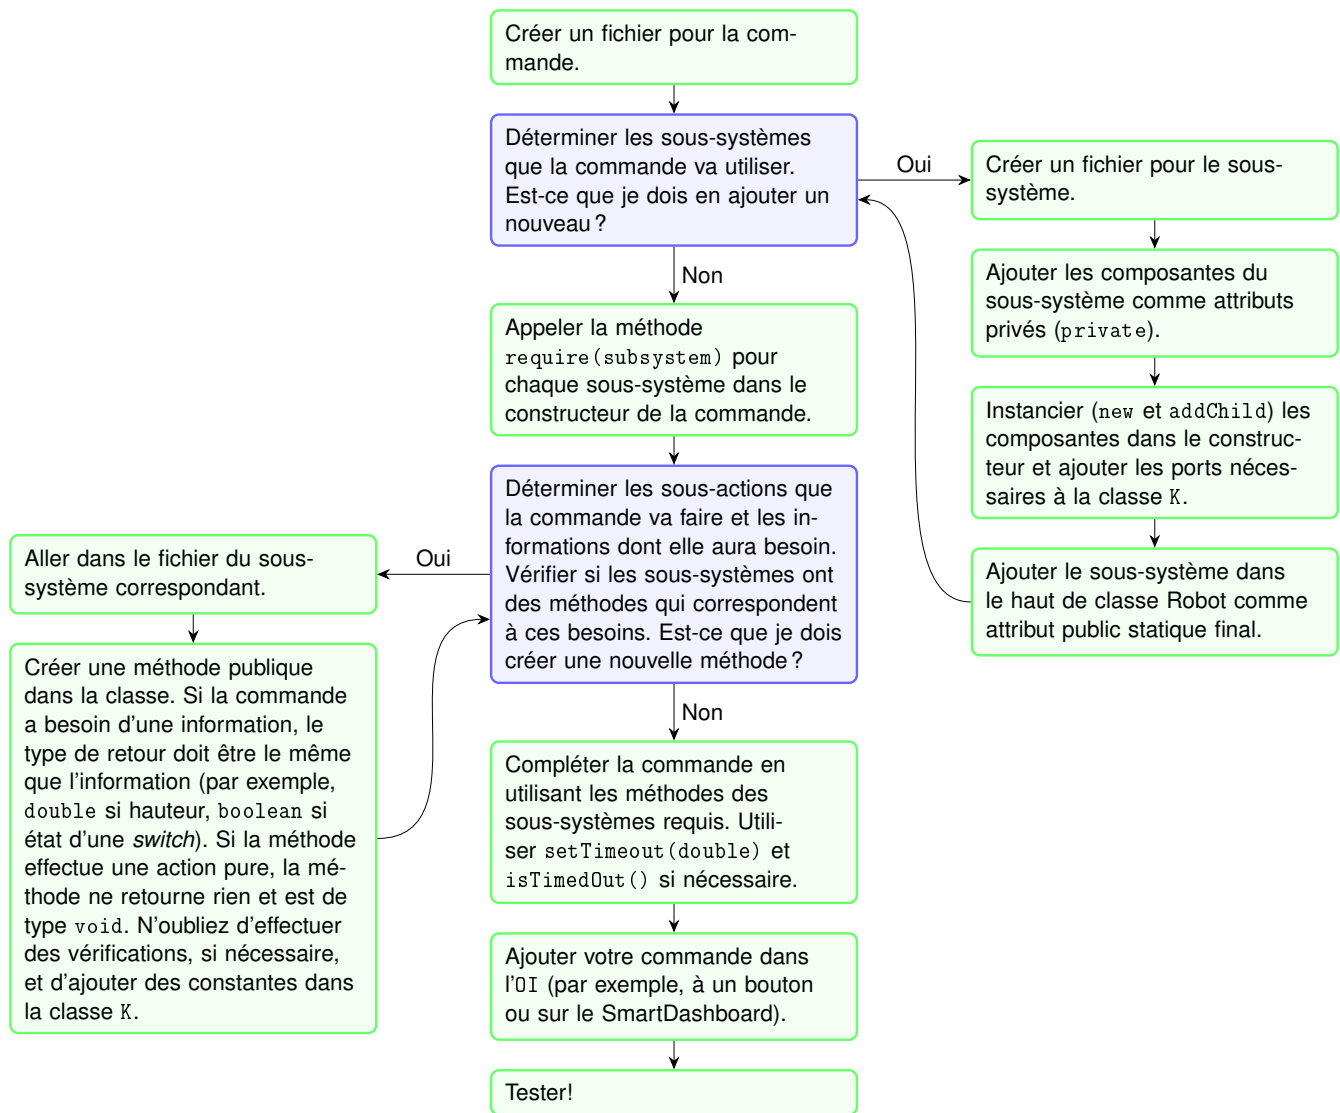 Créer un fichier pour la com-
mande.
Déterminer les sous-systèmes
que la commande va utiliser.
Est-ce que je dois en ajouter un
nouveau ?
Oui
Créer un fichier pour le sous-
système.
Ajouter les composantes du
sous-système comme attributs
privés (private).
Instancier (new et addChild) les
composantes dans le construc-
teur et ajouter les ports néces-
saires à la classe K.
Ajouter le sous-système dans
le haut de classe Robot comme
attribut public statique final.
Non
Appeler la méthode
require(subsystem) pour
chaque sous-système dans le
constructeur de la commande.
Déterminer les sous-actions que
la commande va faire et les in-
formations dont elle aura besoin.
Vérifier si les sous-systèmes ont
des méthodes qui correspondent
à ces besoins. Est-ce que je dois
créer une nouvelle méthode ?
Oui
Aller dans le fichier du sous-
système correspondant.
Créer une méthode publique
dans la classe. Si la commande
a besoin d'une information, le
type de retour doit être le même
que l'information (par exemple,
double si hauteur, boolean si
état d'une switch). Si la méthode
effectue une action pure, la mé-
thode ne retourne rien et est de
type void. N'oubliez d'effectuer
des vérifications, si nécessaire,
et d'ajouter des constantes dans
la classe K.
Non
Compléter la commande en
utilisant les méthodes des
sous-systèmes requis. Utili-
ser setTimeout(double) et
isTimedOut() si nécessaire.
Ajouter votre commande dans
l'OI (par exemple, à un bouton
ou sur le SmartDashboard).
Tester!